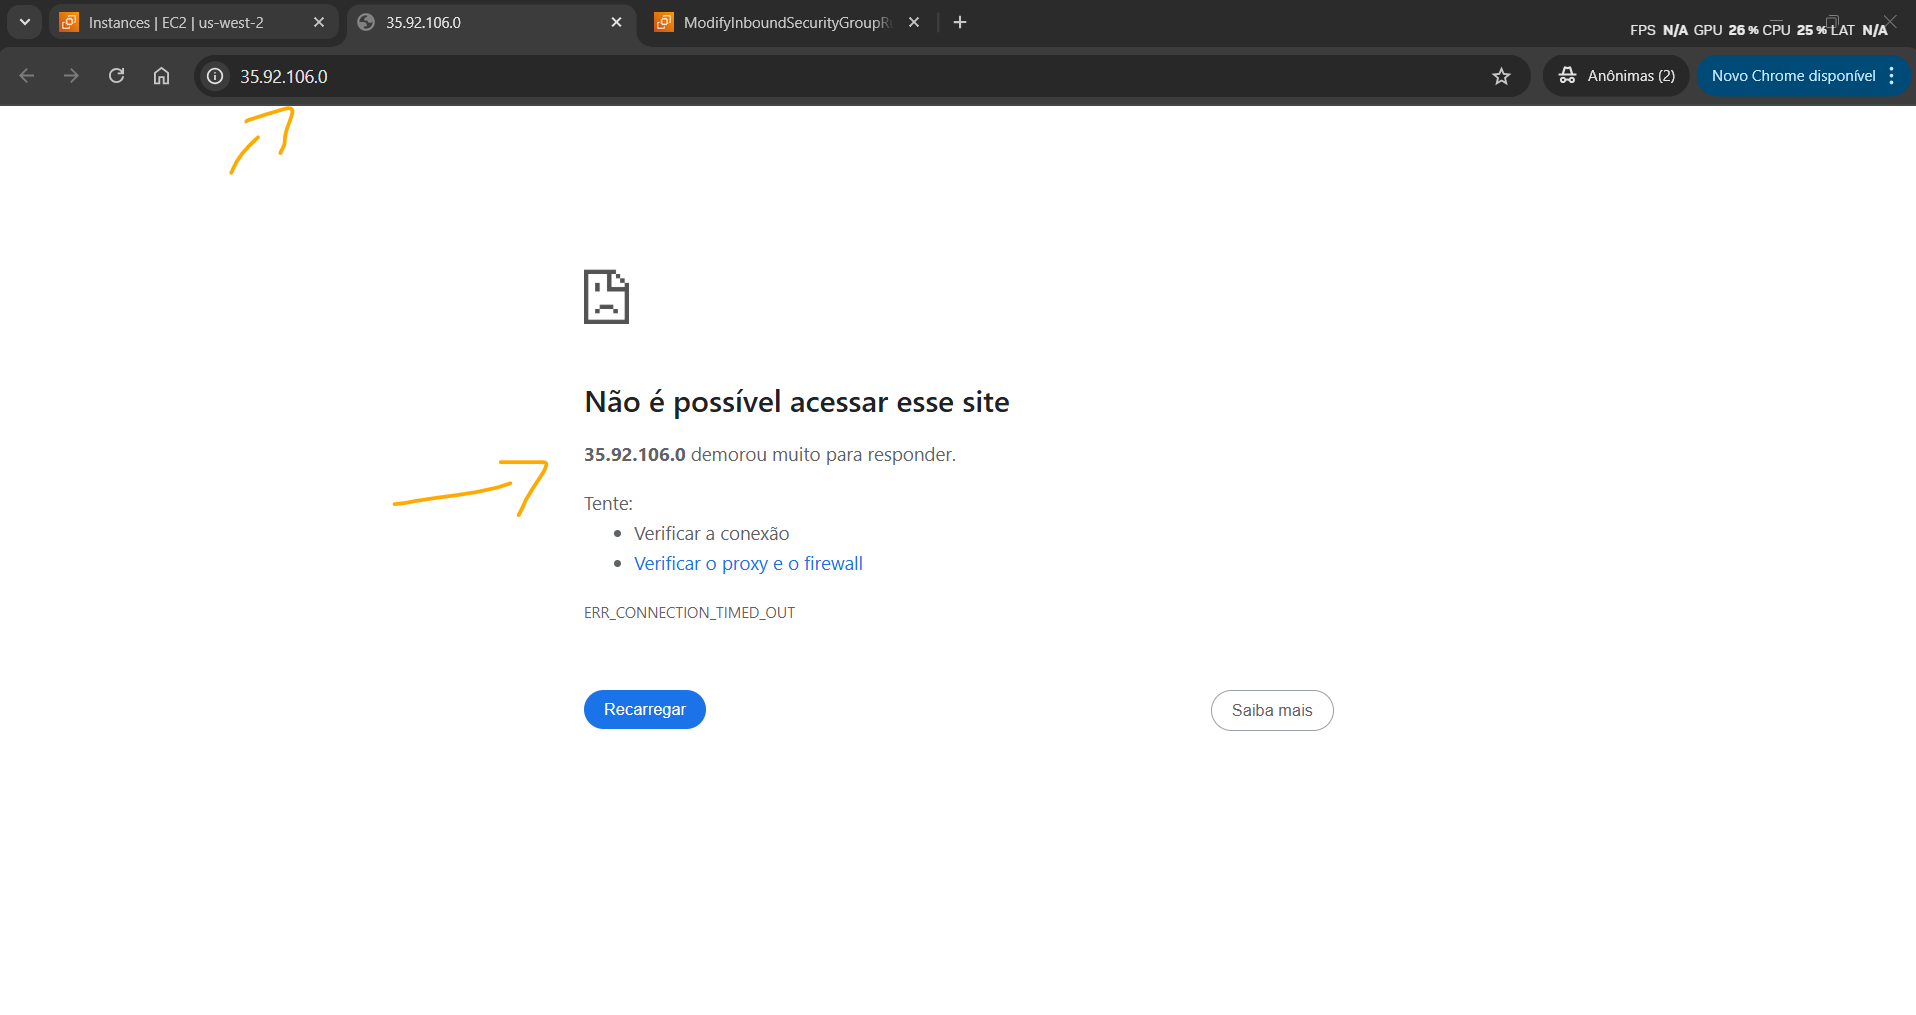 Instances | EC2 | us-west-2
35.92.106.0
ModifyInboundSecurityGroupR
FPS N/A GPU 26 % CPU 25 % LAT N/A
35.92.106.0
Anônimas (2)
Novo Chrome disponível
Não é possível acessar esse site
35.92.106.0 demorou muito para responder.
Tente:
Verificar a conexão
Verificar o proxy e o firewall
ERR_CONNECTION_TIMED_OUT
Recarregar
Saiba mais